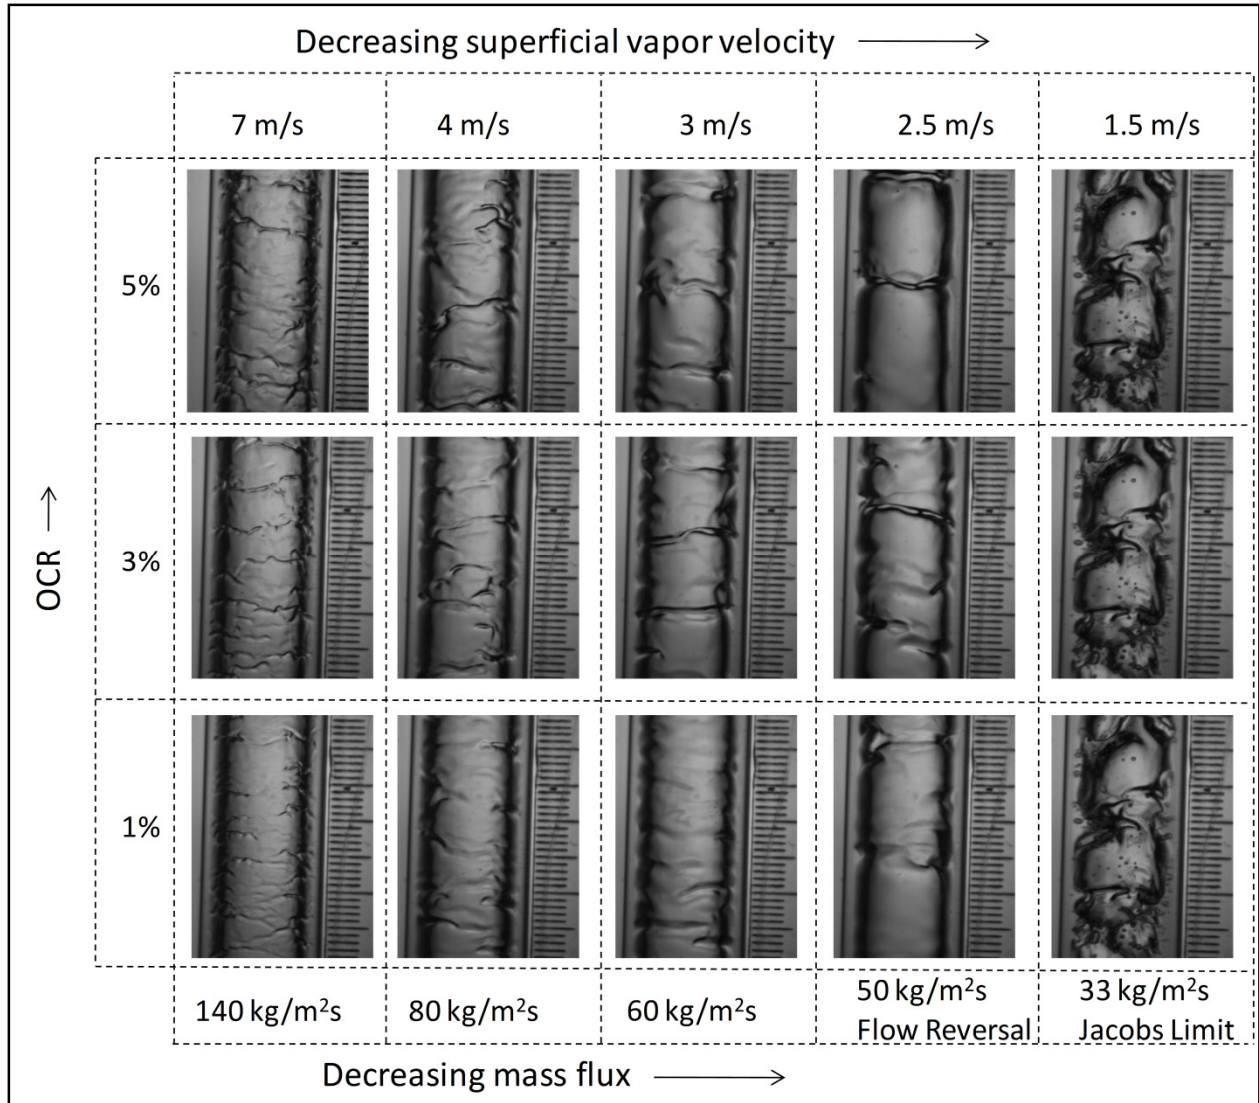 Decreasing superficial vapor velocity
7 m/s 4 m/s 3 m/s 2.5 m/s 1.5 m/s
5%
OCR
3%
1%
140 kg/m²s 80 kg/m²s 60 kg/m²s 50 kg/m²s 33 kg/m²s
Flow Reversal Jacobs Limit
Decreasing mass flux